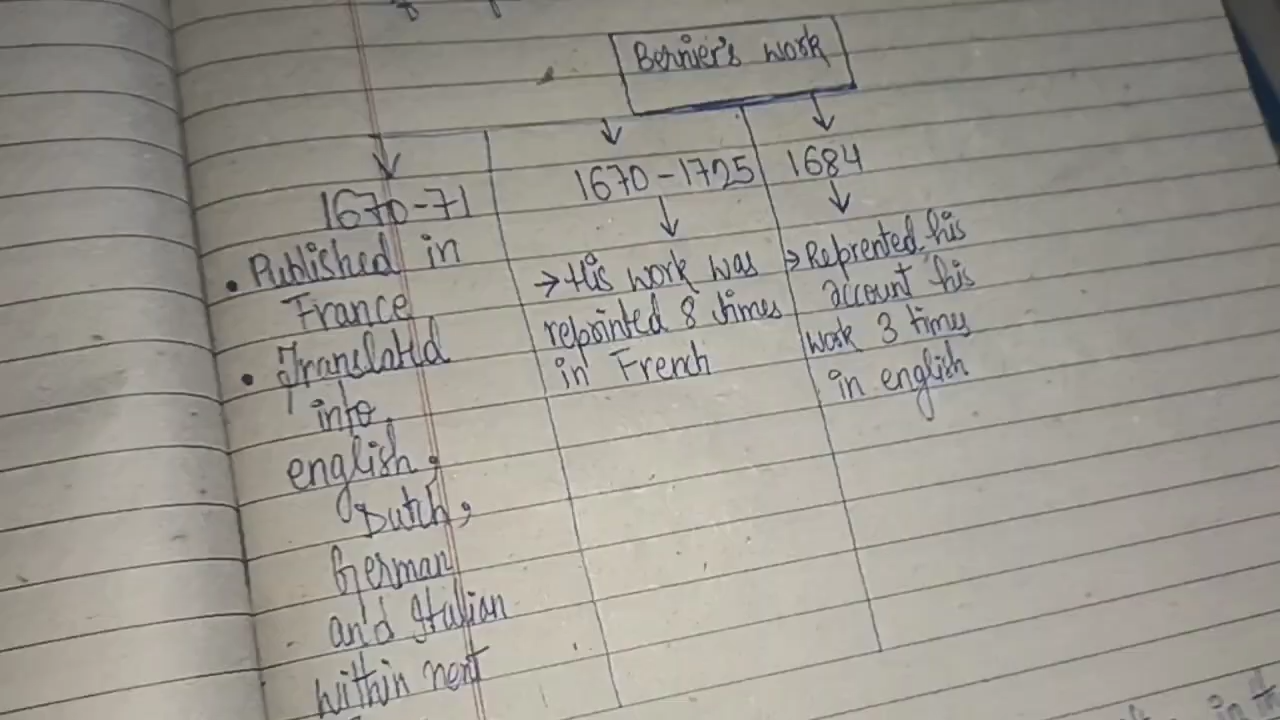 Bernier's work
1670-71
• Published in
France
• Translated
into
english,
Dutch,
German
and Italian
within next
1670-1725
→ His work was
reprinted 8 times
in French
1684
→ Reprented his
account his
work 3 times
in english